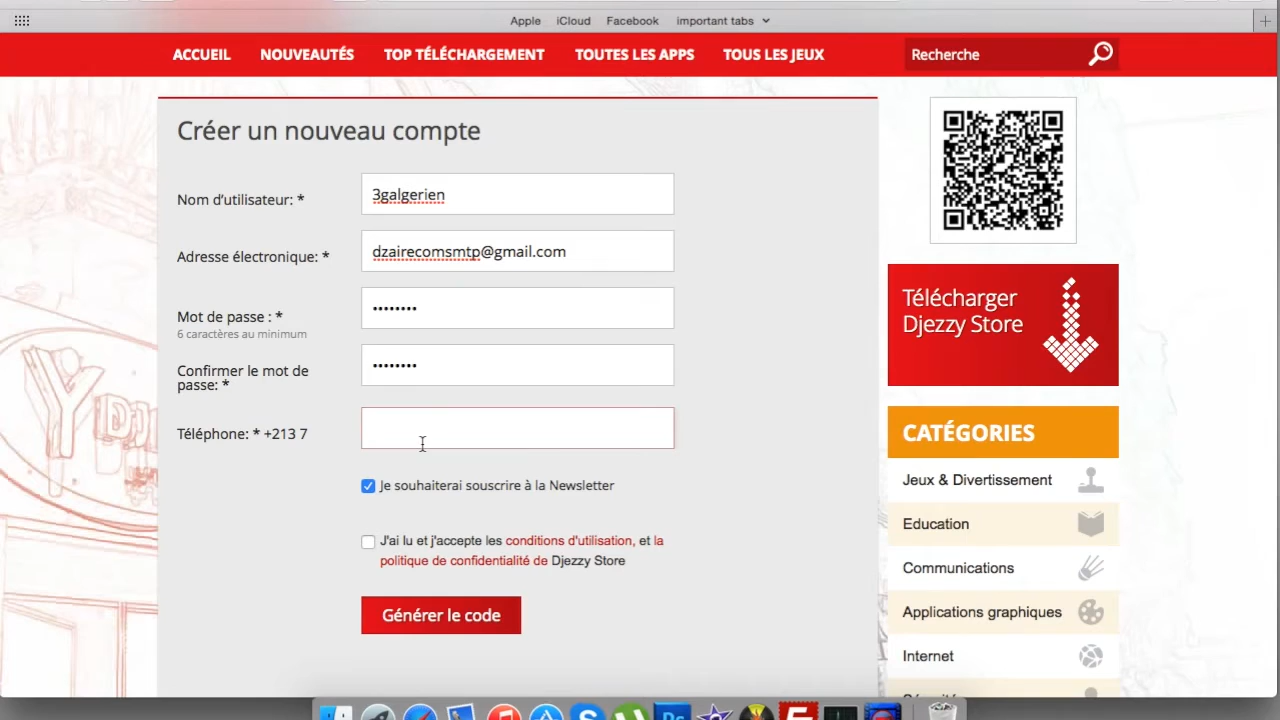 Apple iCloud Facebook important tabs
ACCUEIL NOUVEAUTÉS TOP TÉLÉCHARGEMENT TOUTES LES APPS TOUS LES JEUX Recherche
Créer un nouveau compte
Nom d'utilisateur: * 3galgerien
Adresse électronique: * dzairecomsmtp@gmail.com
Mot de passe : * ••••••••
6 caractères au minimum
Confirmer le mot de
passe: * ••••••••
Téléphone: * +213 7
Je souhaiterai souscrire à la Newsletter
J'ai lu et j'accepte les conditions d'utilisation, et la
politique de confidentialité de Djezzy Store
Générer le code
Télécharger
Djezzy Store
CATÉGORIES
Jeux & Divertissement
Education
Communications
Applications graphiques
Internet